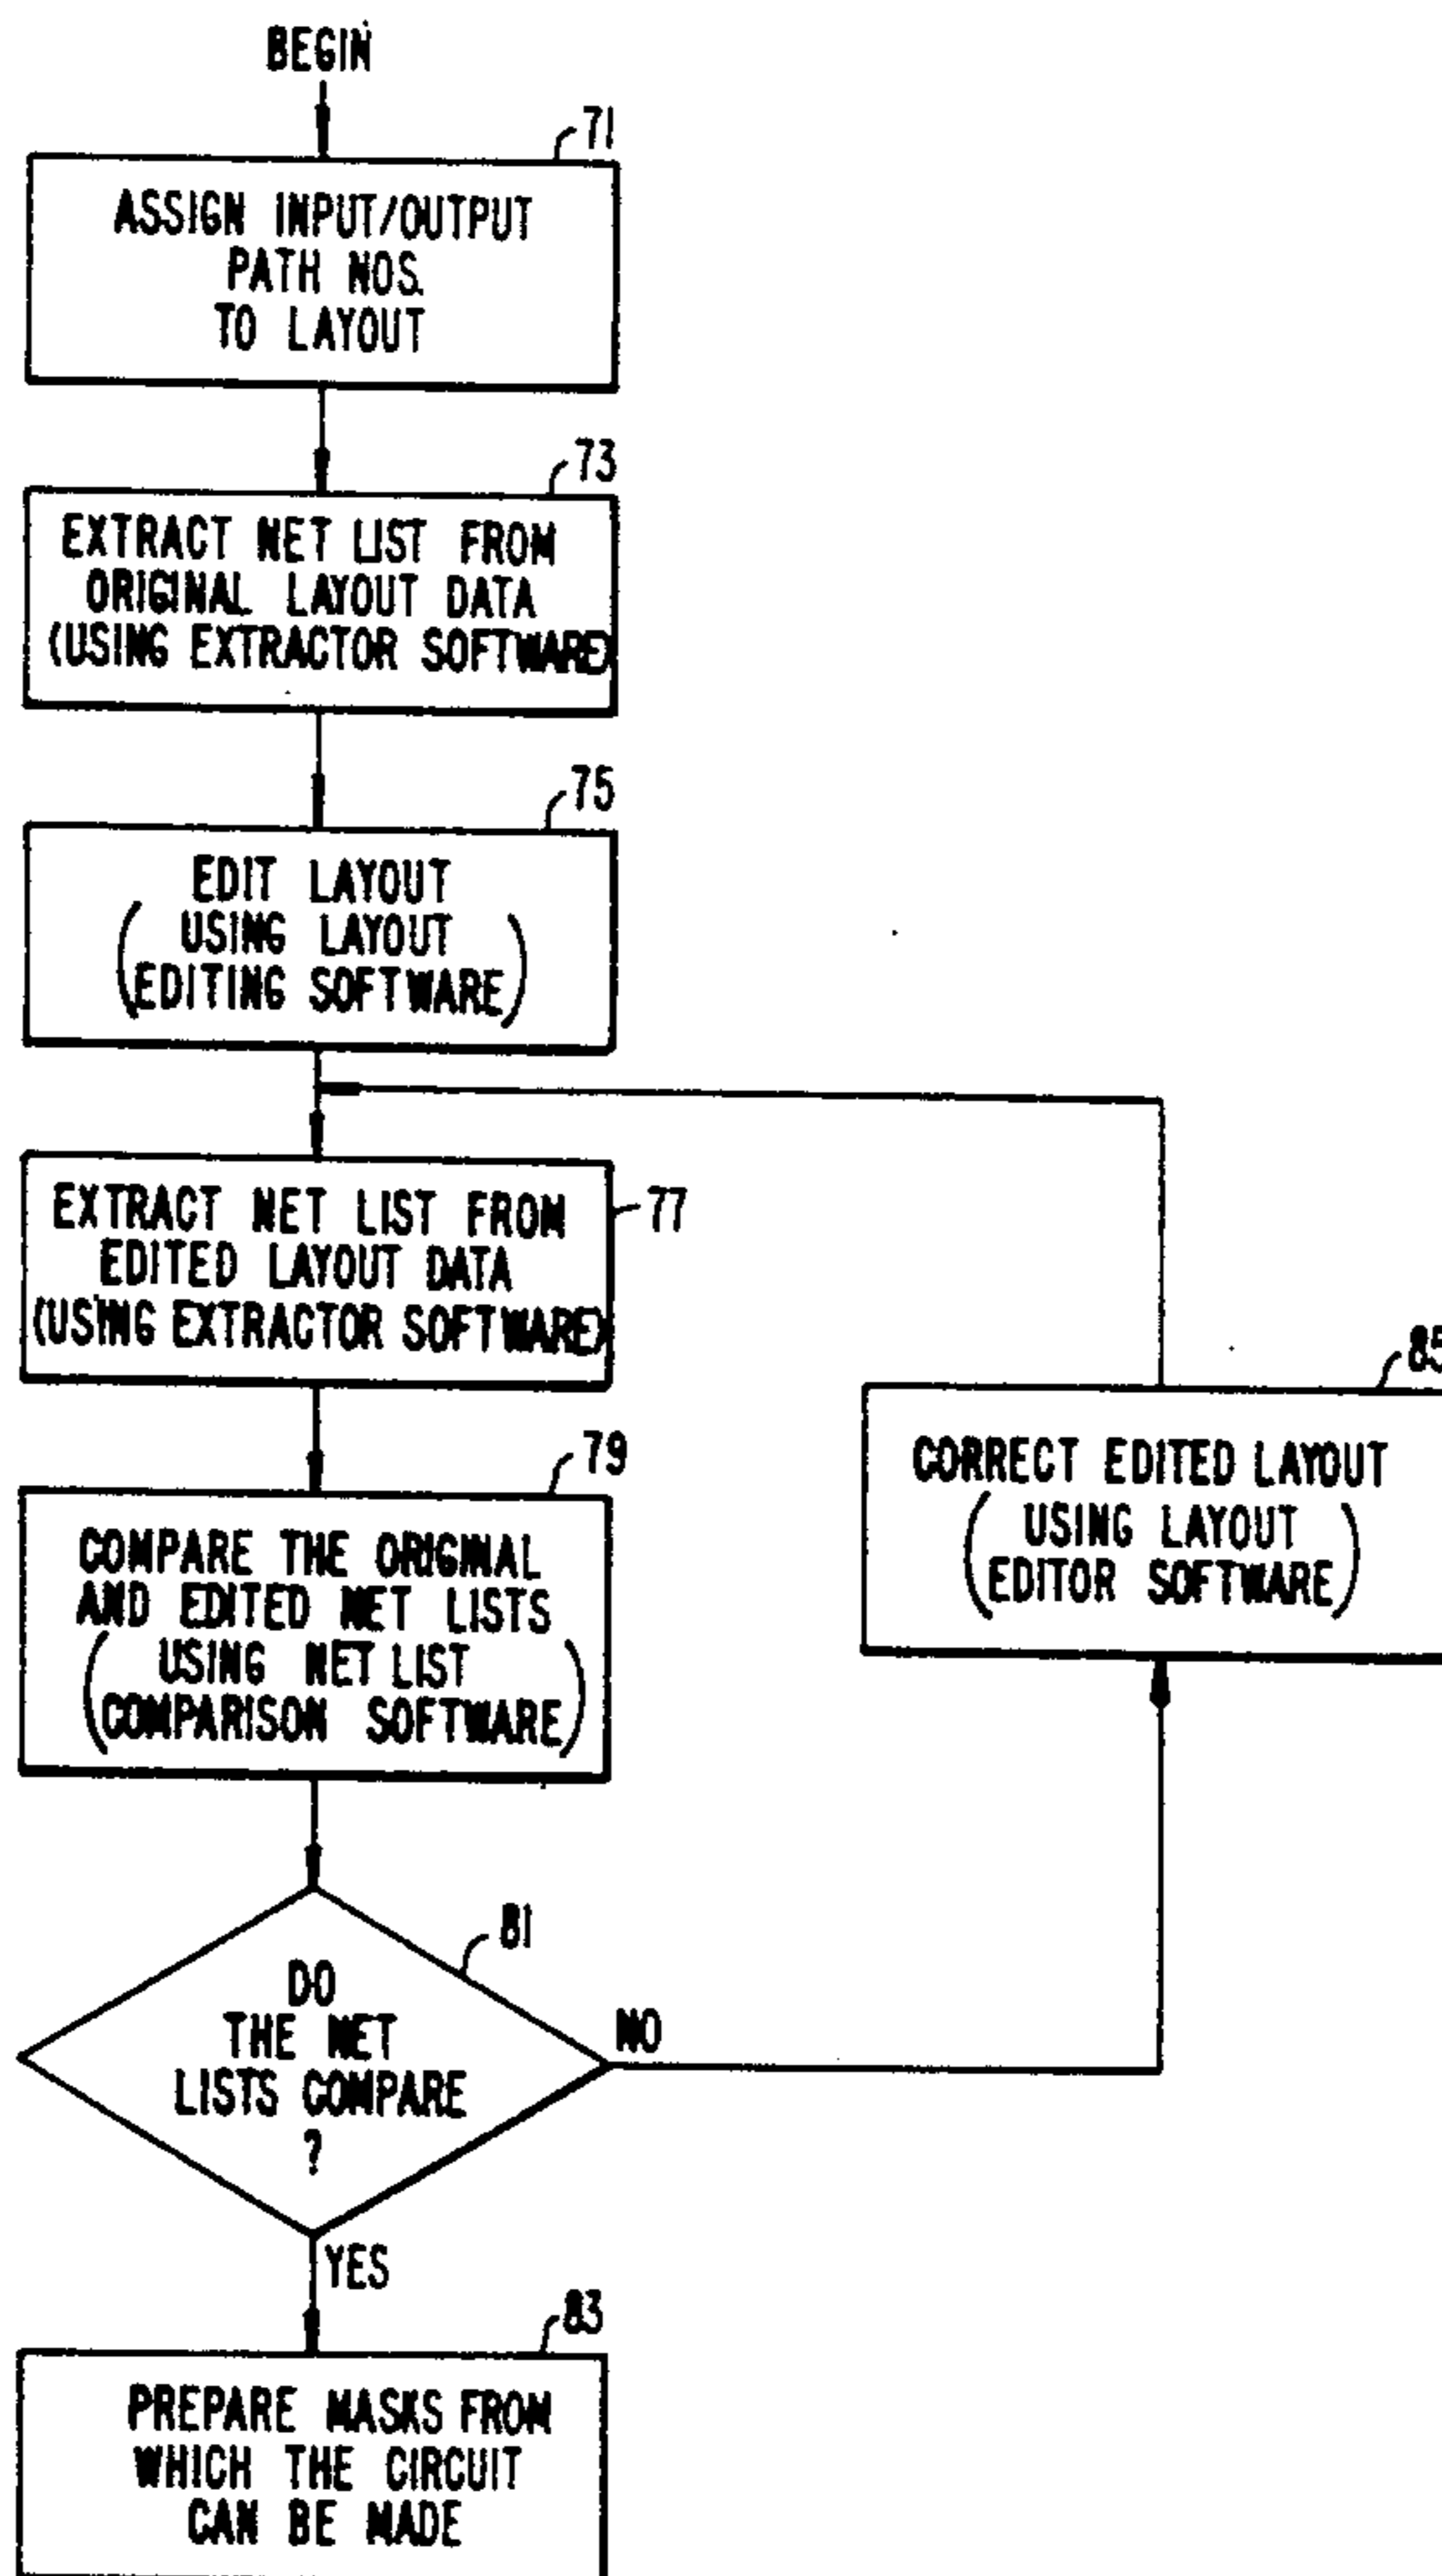 BEGIN
71
ASSIGN INPUT/OUTPUT
PATH NOS.
TO LAYOUT
73
EXTRACT NET LIST FROM
ORIGINAL LAYOUT DATA
(USING EXTRACTOR SOFTWARE)
75
EDIT LAYOUT
(USING LAYOUT
EDITING SOFTWARE)
77
EXTRACT NET LIST FROM
EDITED LAYOUT DATA
(USING EXTRACTOR SOFTWARE)
79
COMPARE THE ORIGINAL
AND EDITED NET LISTS
(USING NET LIST
COMPARISON SOFTWARE)
85
CORRECT EDITED LAYOUT
(USING LAYOUT
EDITOR SOFTWARE)
81
DO
THE NET
LISTS COMPARE
?
NO
YES
83
PREPARE MASKS FROM
WHICH THE CIRCUIT
CAN BE MADE